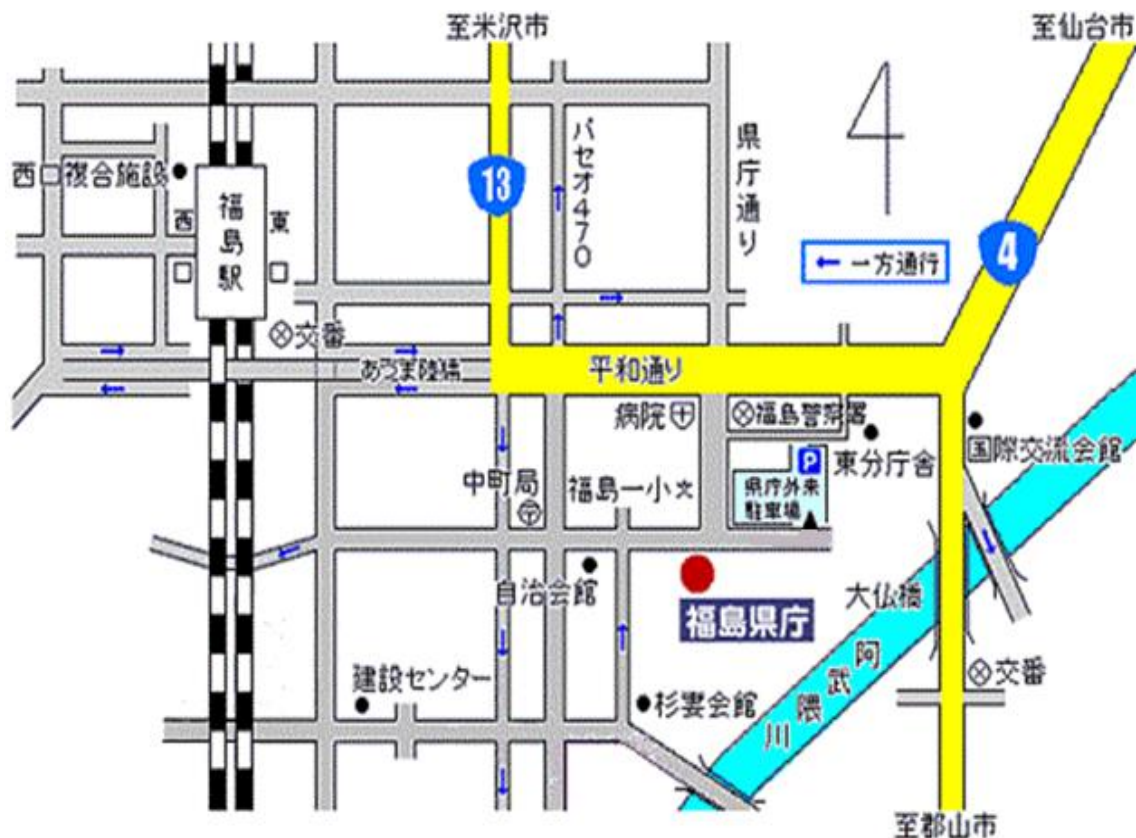 至米沢市
至仙台市
西口複合施設
福島駅
西口
東口
13
パセオ470
県庁通り
4
一方通行
交番
あづま陸橋
平和通り
病院
福島警察署
P
東分庁舎
国際交流会館
中町局
福島一小
文
県庁外来
駐車場
自治会館
福島県庁
大仏橋
阿武隈川
建設センター
杉妻会館
交番
至郡山市